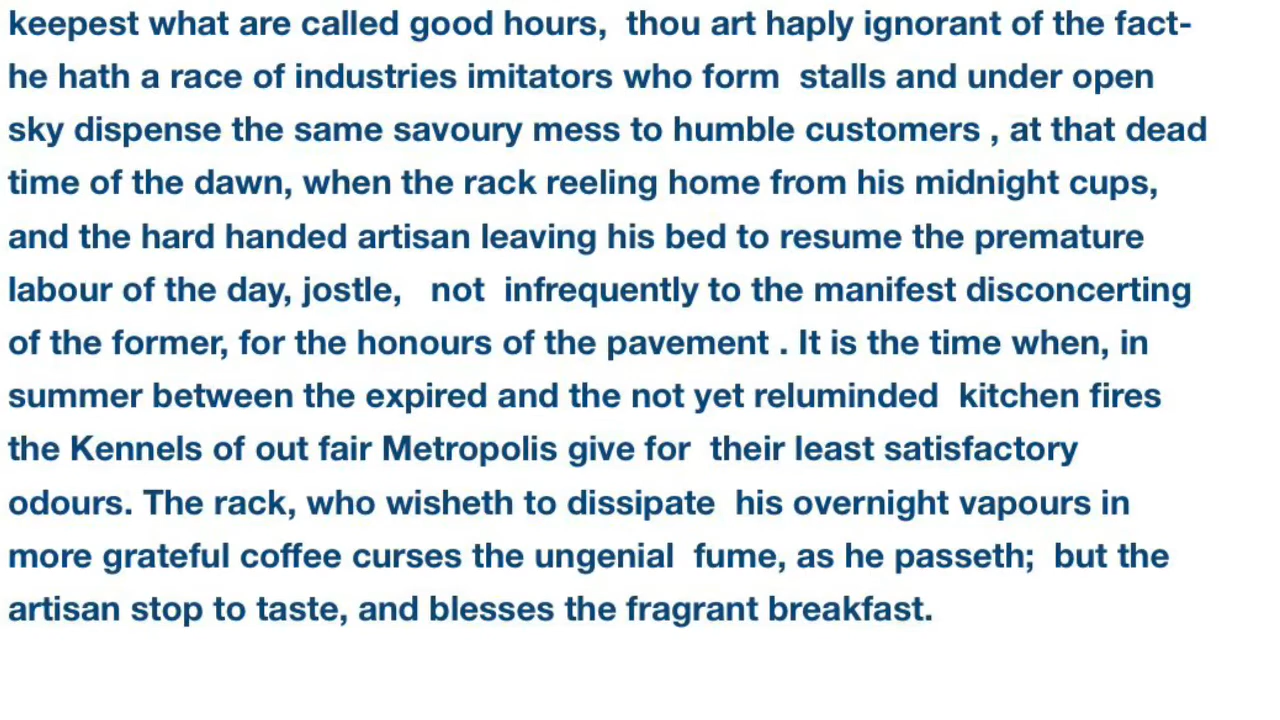 keepest what are called good hours,  thou art haply ignorant of the fact-
he hath a race of industries imitators who form  stalls and under open
sky dispense the same savoury mess to humble customers , at that dead
time of the dawn, when the rack reeling home from his midnight cups,
and the hard handed artisan leaving his bed to resume the premature
labour of the day, jostle,   not  infrequently to the manifest disconcerting
of the former, for the honours of the pavement . It is the time when, in
summer between the expired and the not yet reluminded  kitchen fires
the Kennels of out fair Metropolis give for  their least satisfactory
odours. The rack, who wisheth to dissipate  his overnight vapours in
more grateful coffee curses the ungenial  fume, as he passeth;  but the
artisan stop to taste, and blesses the fragrant breakfast.